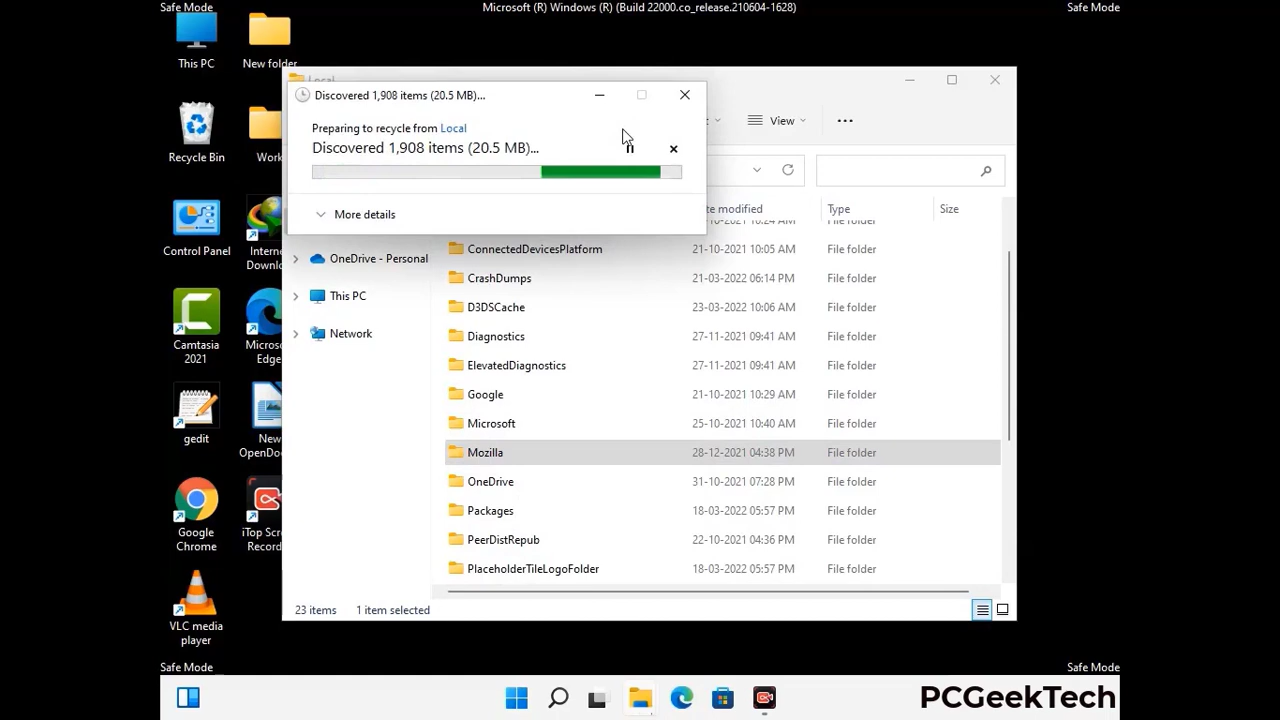 Safe Mode
Microsoft (R) Windows (R) (Build 22000.co_release.210604-1628)
Safe Mode
This PC
New folder
Recycle Bin
Work
Control Panel
Internet
Downlo
Camtasia
2021
Microso
Edge
gedit
New
OpenDoc
Google
Chrome
iTop Scre
Record
VLC media
player
Local
Discovered 1,908 items (20.5 MB)...
Preparing to recycle from Local
Discovered 1,908 items (20.5 MB)...
More details
View
te modified
Type
Size
OneDrive - Personal
This PC
Network
File folder
ConnectedDevicesPlatform 21-10-2021 10:05 AM File folder
CrashDumps 21-03-2022 06:14 PM File folder
D3DSCache 23-03-2022 10:06 AM File folder
Diagnostics 27-11-2021 09:41 AM File folder
ElevatedDiagnostics 27-11-2021 09:41 AM File folder
Google 21-10-2021 10:29 AM File folder
Microsoft 25-10-2021 10:40 AM File folder
Mozilla 28-12-2021 04:38 PM File folder
OneDrive 31-10-2021 07:28 PM File folder
Packages 18-03-2022 05:57 PM File folder
PeerDistRepub 22-10-2021 04:36 PM File folder
PlaceholderTileLogoFolder 18-03-2022 05:57 PM File folder
23 items
1 item selected
Safe Mode
Safe Mode
PCGeekTech